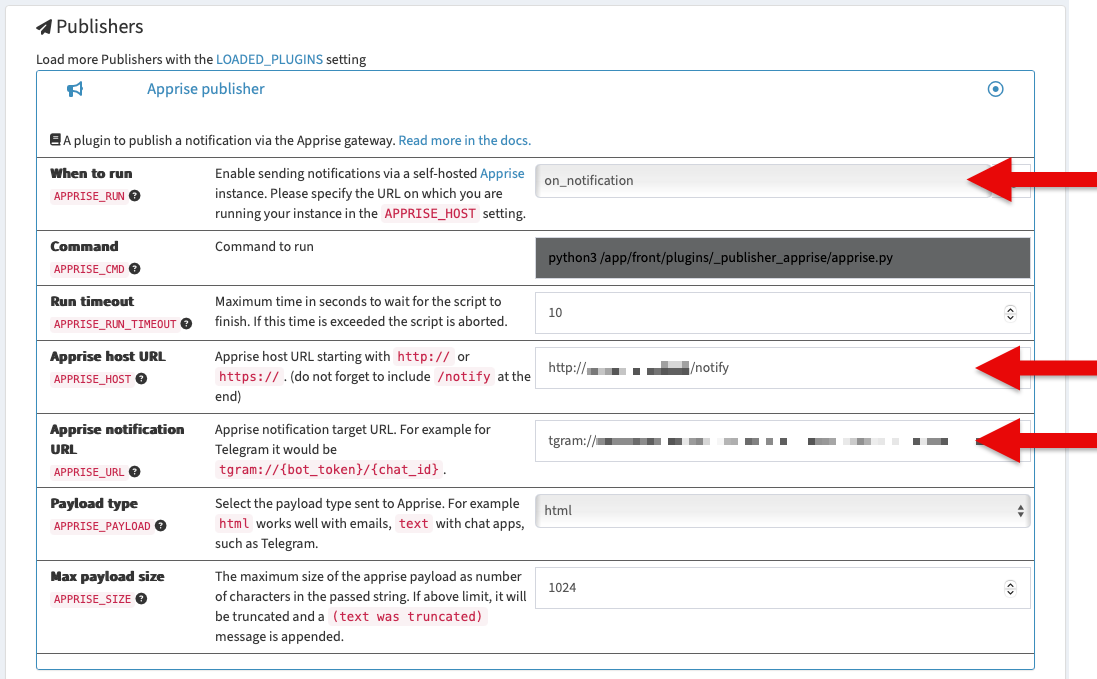 Publishers
Load more Publishers with the LOADED_PLUGINS setting
Apprise publisher
A plugin to publish a notification via the Apprise gateway. Read more in the docs.
When to run
APPRISE_RUN
Enable sending notifications via a self-hosted Apprise
instance. Please specify the URL on which you are
running your instance in the APPRISE_HOST setting.
on_notification
Command
APPRISE_CMD
Command to run
python3 /app/front/plugins/_publisher_apprise/apprise.py
Run timeout
APPRISE_RUN_TIMEOUT
Maximum time in seconds to wait for the script to
finish. If this time is exceeded the script is aborted.
10
Apprise host URL
APPRISE_HOST
Apprise host URL starting with http:// or
https://. (do not forget to include /notify at the
end)
http:// /notify
Apprise notification
URL
APPRISE_URL
Apprise notification target URL. For example for
Telegram it would be
tgram://{bot_token}/{chat_id}.
tgram://
Payload type
APPRISE_PAYLOAD
Select the payload type sent to Apprise. For example
html works well with emails, text with chat apps,
such as Telegram.
html
Max payload size
APPRISE_SIZE
The maximum size of the apprise payload as number
of characters in the passed string. If above limit, it will
be truncated and a (text was truncated)
message is appended.
1024